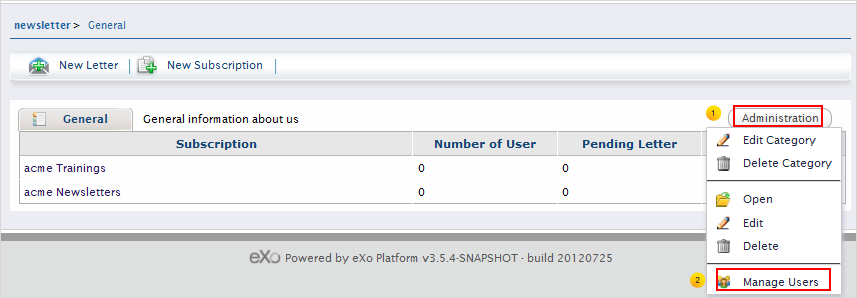 newsletter > General
New Letter | New Subscription |
General General information about us 1 Administration
Subscription Number of User Pending Letter
acme Trainings 0 0
acme Newsletters 0 0
Edit Category
Delete Category
Open
Edit
Delete
2 Manage Users
eXo Powered by eXo Platform v3.5.4-SNAPSHOT - build 20120725